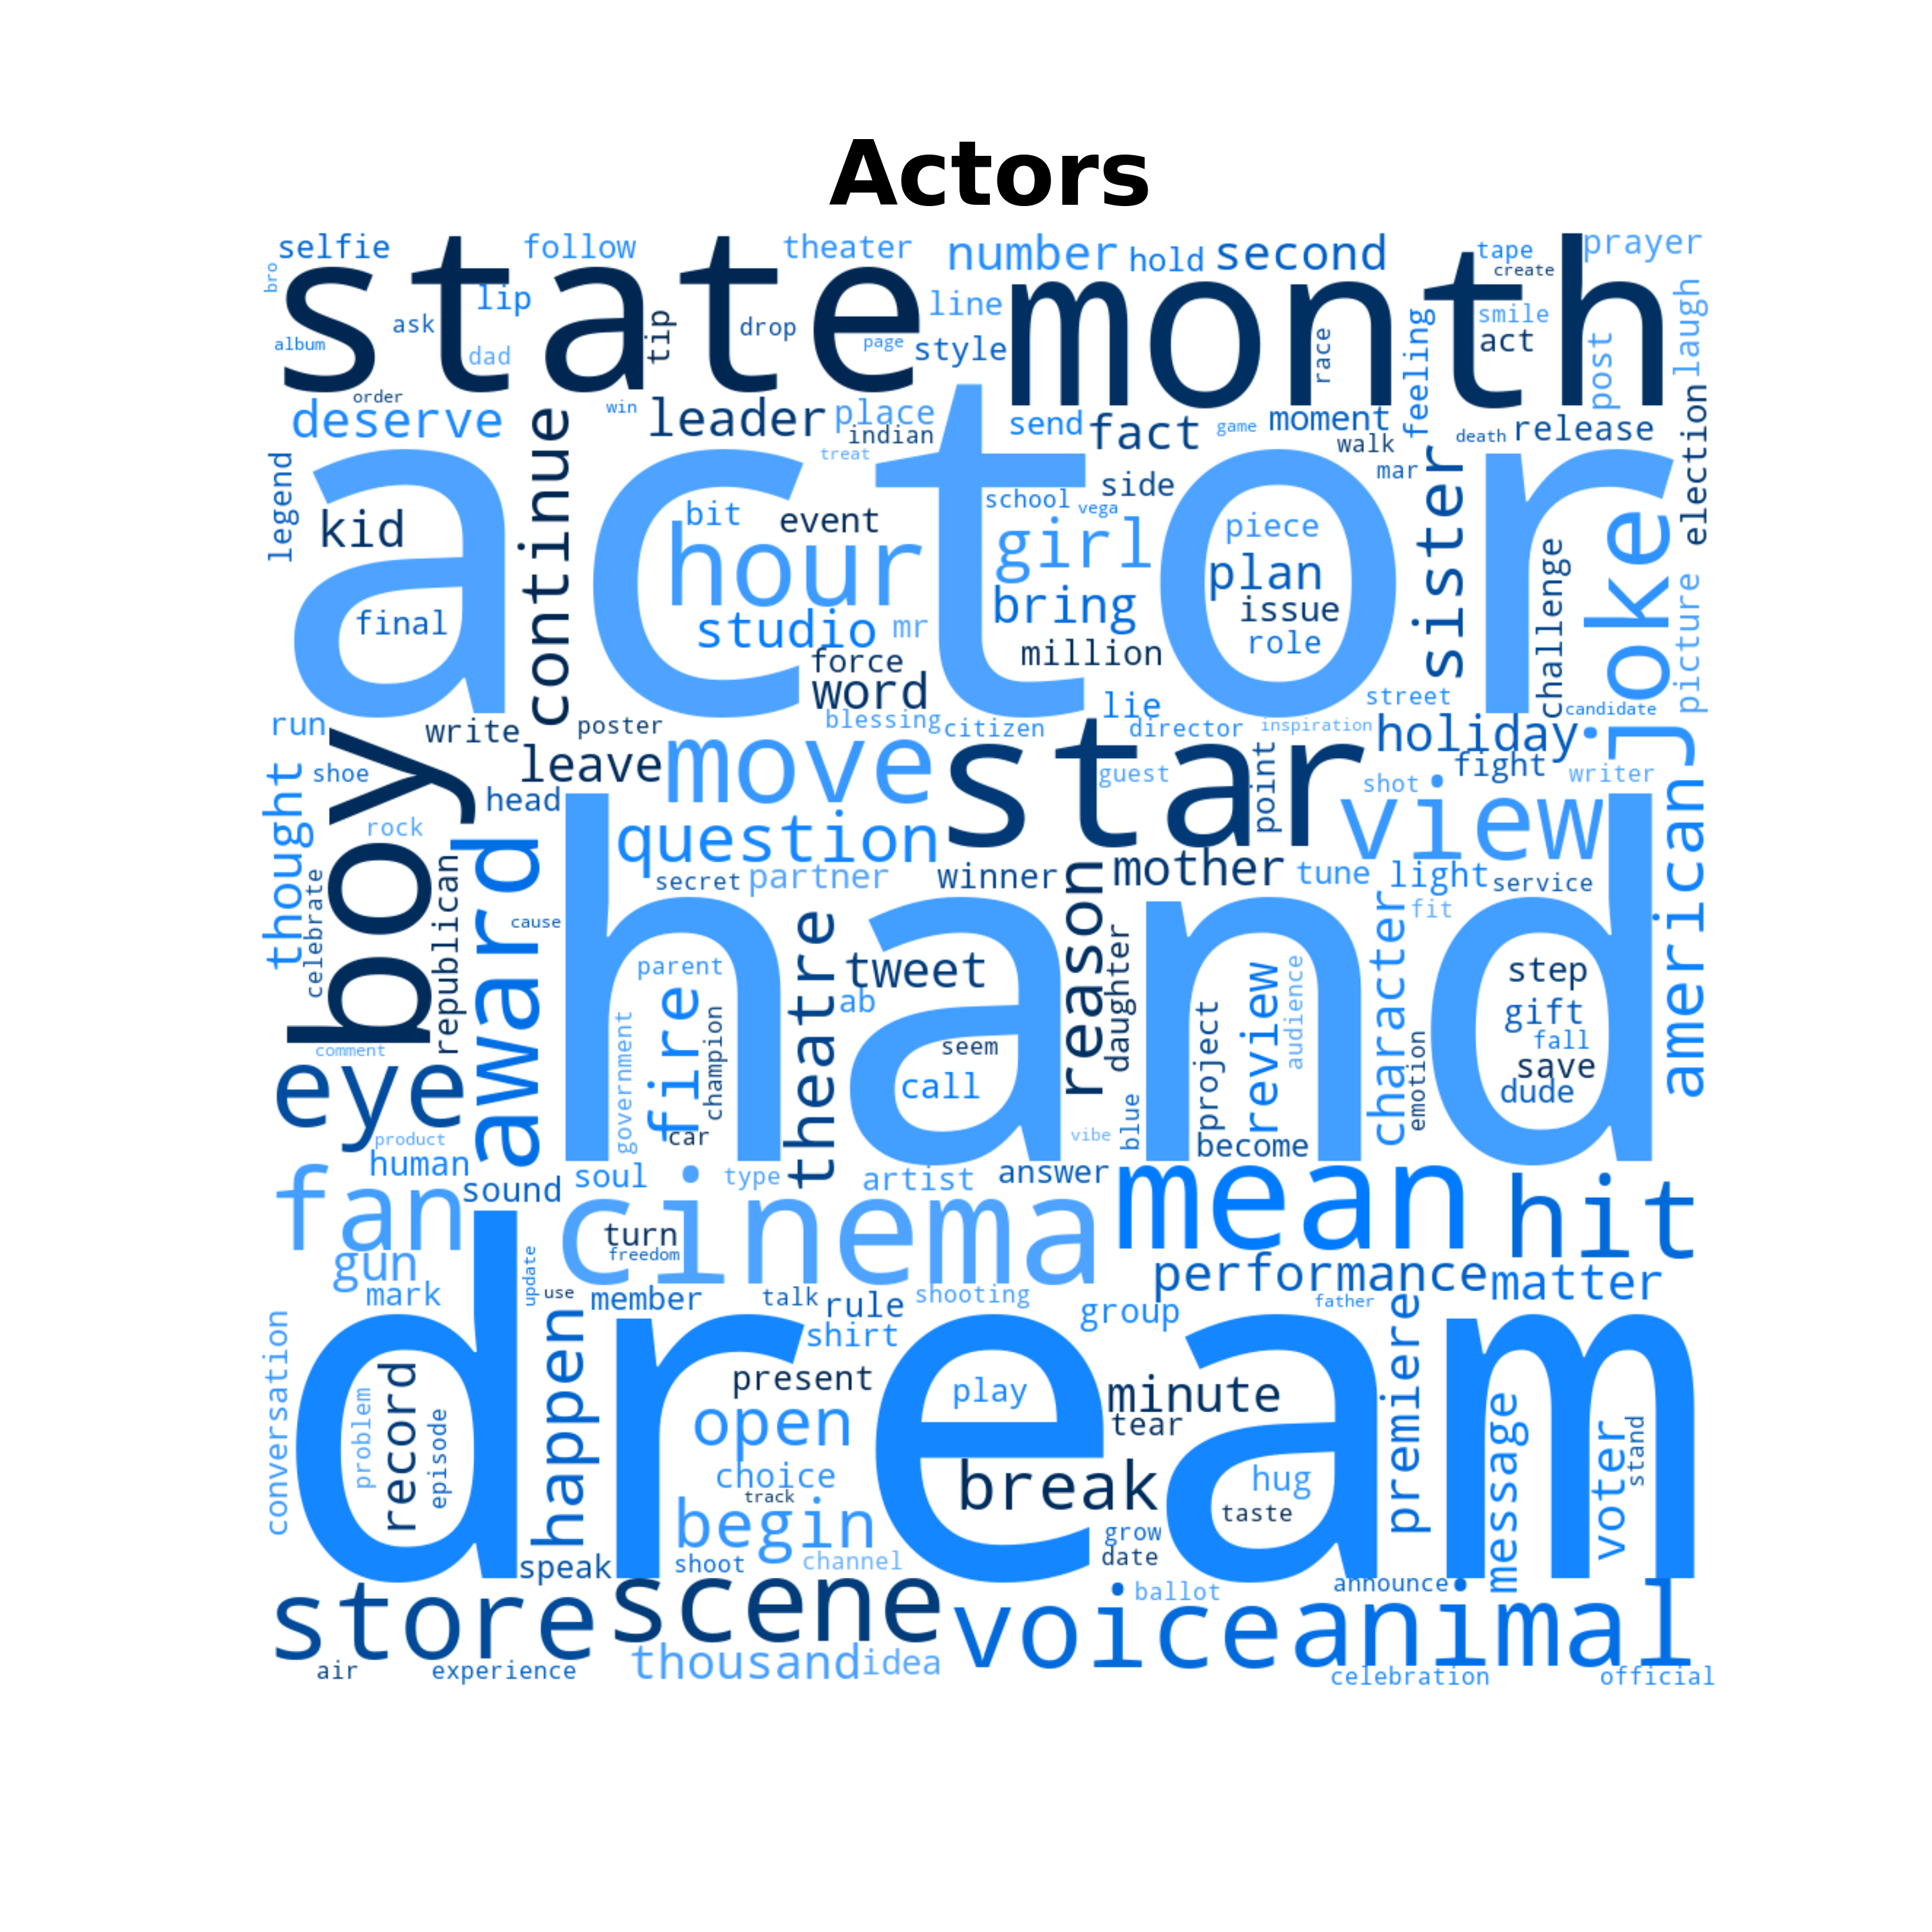 Actors
selfie
follow
theater
number
hold
second
tape
prayer
bro
state
lip
month
create
line
smile
laugh
ask
tip
drop
race
feeling
act
post
album
dad
page
style
order
deserve
continue
win
leader
place
indian
send
fact
game
moment
walk
death
release
election
treat
legend
actor
kid
bit
event
school
vega
side
mar
sister
joke
hour
girl
piece
plan
challenge
final
studio
mr
bring
issue
role
picture
force
million
word
street
candidate
run
write
poster
blessing
citizen
lie
director
inspiration
holiday
boy
shoe
leave
move
star
guest
point
shot
fight
writer
thought
head
view
american
rock
award
question
celebrate
republican
secret
partner
winner
reason
mother
tune
light
service
cause
hand
fit
parent
theatre
tweet
daughter
character
step
government
fire
champion
ab
project
review
audience
gift
comment
seem
emotion
fall
eye
call
blue
save
dude
product
car
vibe
become
human
fan
sound
soul
type
artist
answer
mean
hit
cinema
turn
freedom
gun
update
performance
matter
mark
use
member
talk
rule
shooting
group
father
conversation
dream
happen
shirt
premiere
problem
record
episode
present
play
minute
message
voter
stand
open
tear
choice
break
hug
track
taste
begin
grow
speak
shoot
channel
date
store
scene
voice
ballot
announce
animal
air
experience
thousand
idea
celebration
official